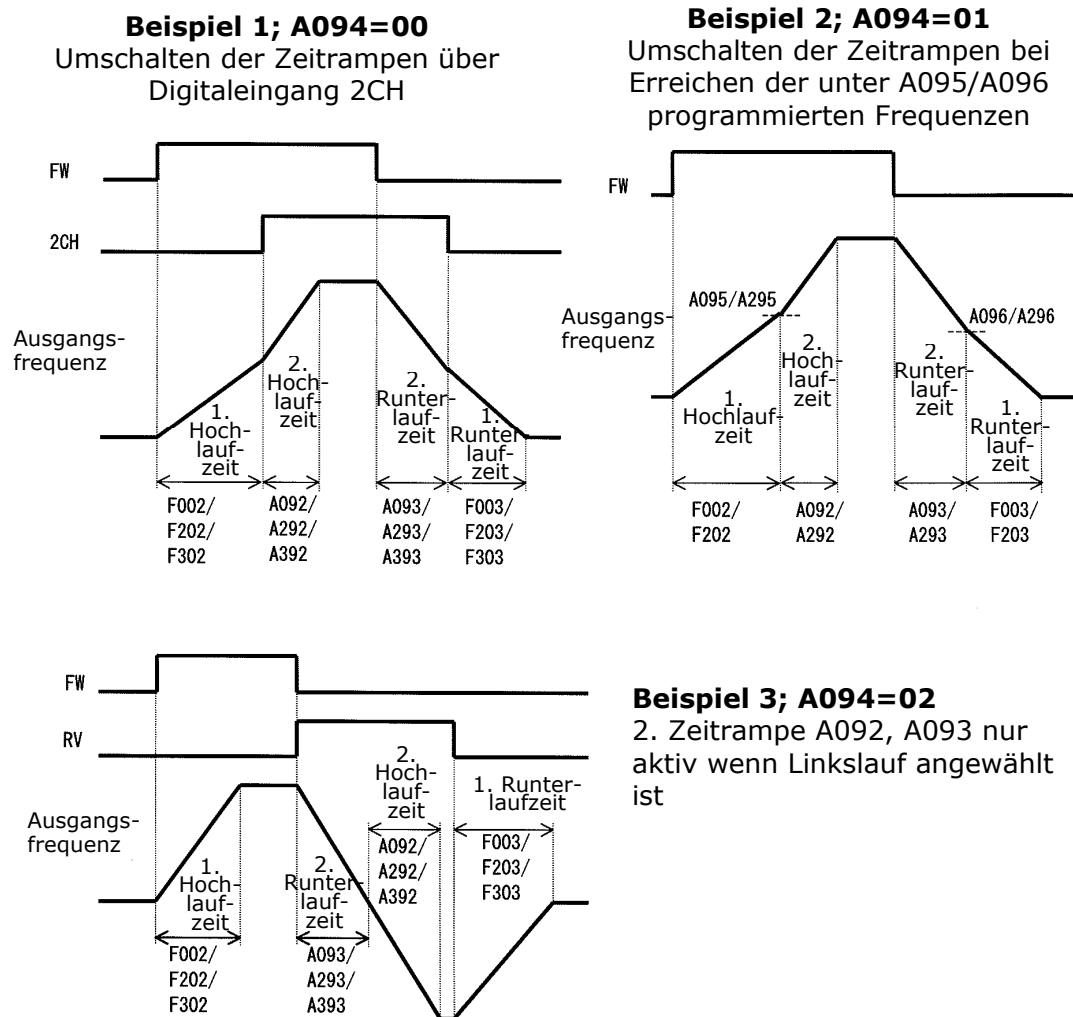 Beispiel 1; A094=00
Umschalten der Zeitrampen über
Digitaleingang 2CH
FW
2CH
Ausgangs-
frequenz
1.
Hoch-
lauf-
zeit
2.
Hoch-
lauf-
zeit
2.
Runter-
lauf-
zeit
1.
Runter
lauf-
zeit
F002/
F202/
F302
A092/
A292/
A392
A093/
A293/
A393
F003/
F203/
F303
Beispiel 2; A094=01
Umschalten der Zeitrampen bei
Erreichen der unter A095/A096
programmierten Frequenzen
FW
A095/A295
A096/A296
Ausgangs-
frequenz
1.
Hochlauf-
zeit
2.
Hoch-
lauf-
zeit
2.
Runter-
lauf-
zeit
1.
Runter-
laufzeit
F002/
F202
A092/
A292
A093/
A293
F003/
F203
FW
RV
Ausgangs-
frequenz
1.
Hoch-
lauf-
zeit
2.
Runter-
lauf-
zeit
2.
Hoch-
lauf-
zeit
1. Runter-
laufzeit
F002/
F202/
F302
A093/
A293/
A393
A092/
A292/
A392
F003/
F203/
F303
Beispiel 3; A094=02
2. Zeitrampe A092, A093 nur
aktiv wenn Linkslauf angewählt
ist